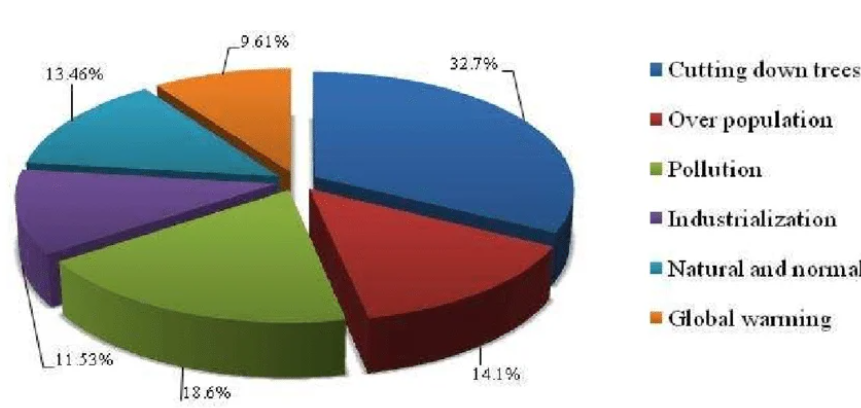 9.61%
13.46%
32.7%
11.53%
18.6%
14.1%
Cutting down trees
Over population
Pollution
Industrialization
Natural and normal
Global warming